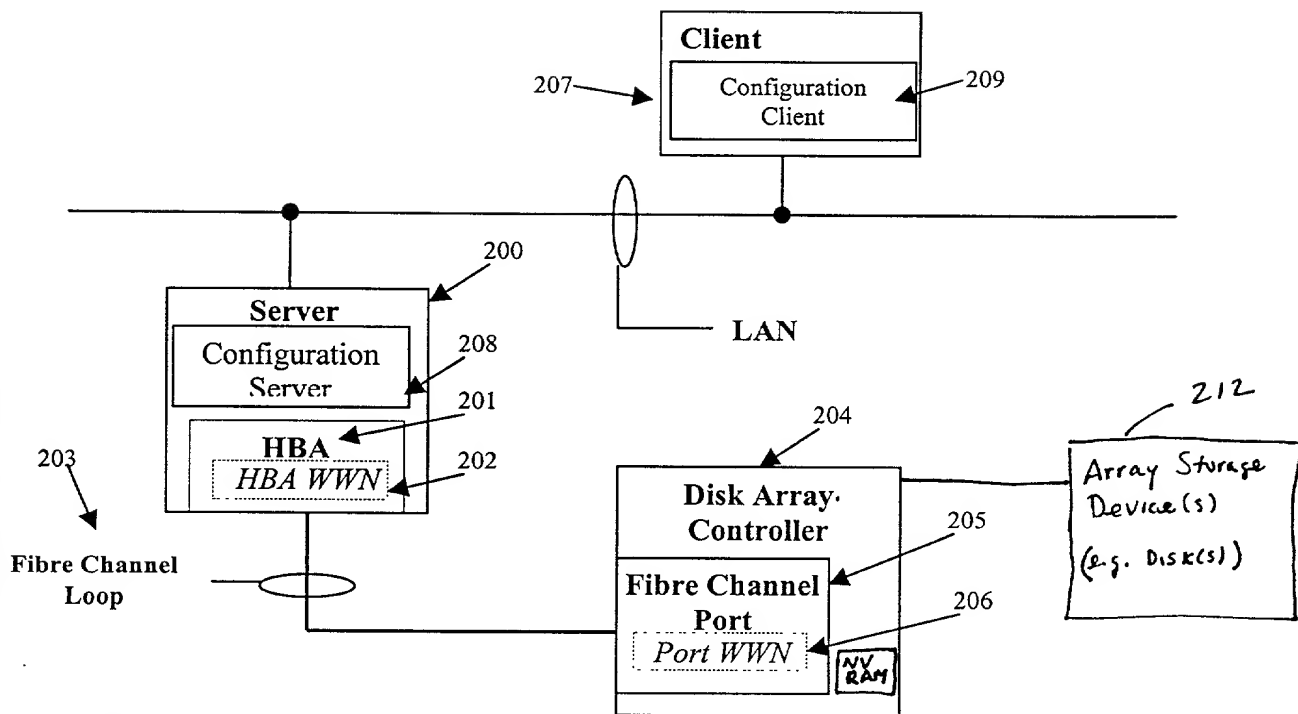 Client
207
Configuration
Client
209
200
Server
LAN
Configuration
Server
208
201
HBA
HBA WWN
202
203
Fibre Channel
Loop
204
Disk Array
Controller
205
Fibre Channel
Port
206
Port WWN
NV
RAM
212
Array Storage
Device(s)
(e.g. Disk(s))